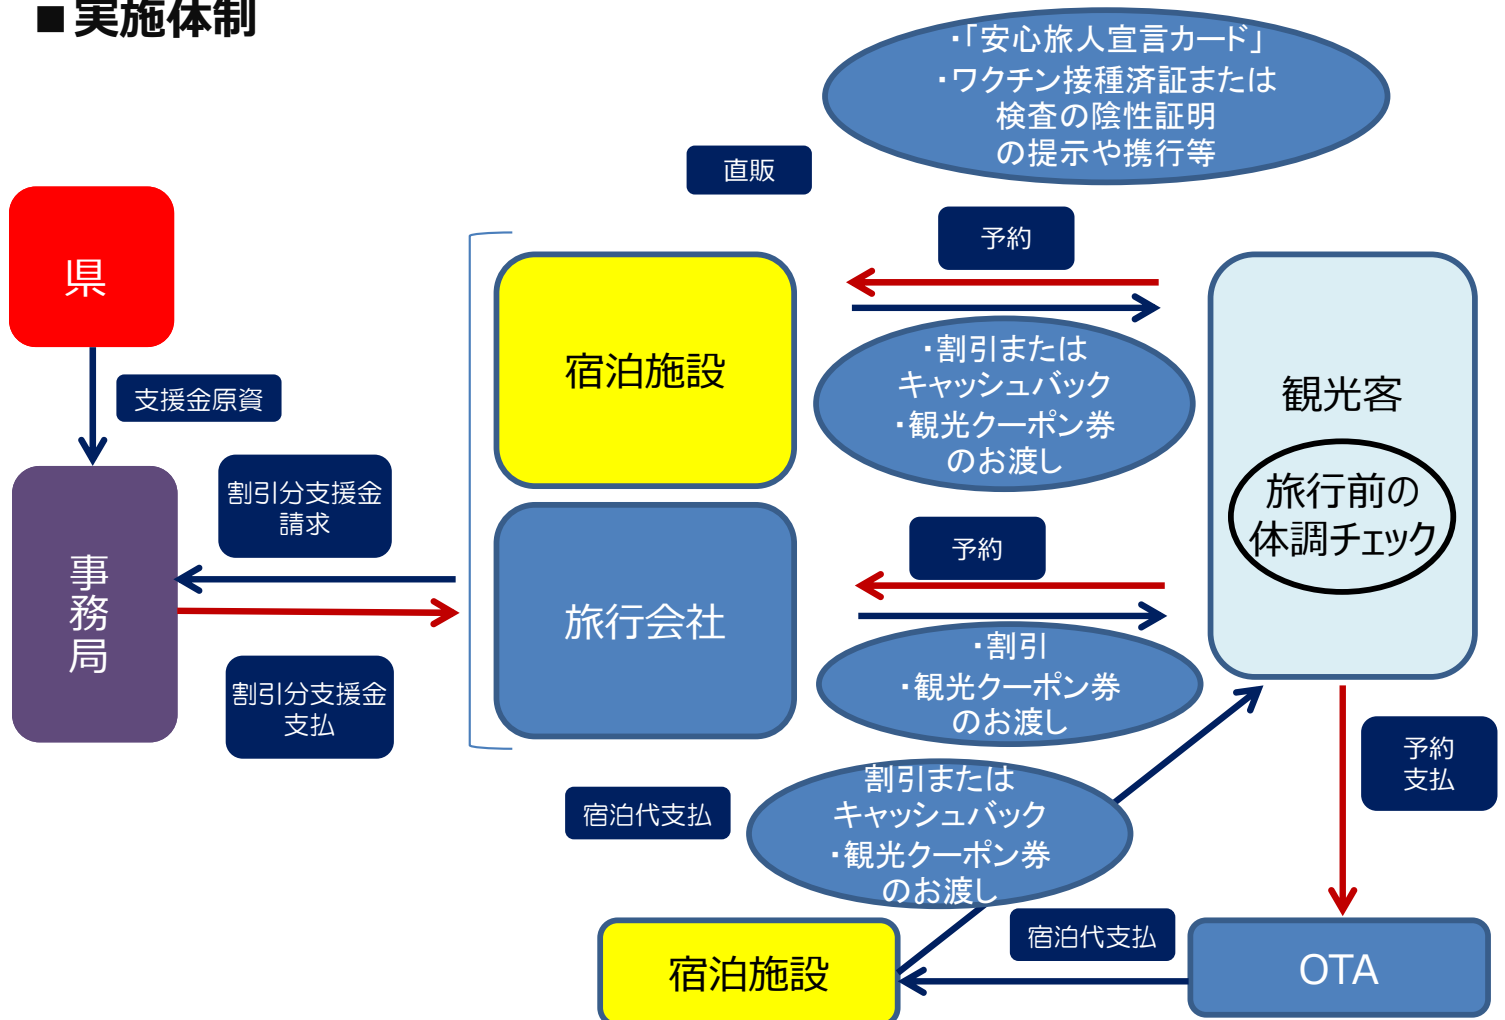 ■実施体制
・「安心旅人宣言カード」
・ワクチン接種済証または
検査の陰性証明
の提示や携行等
直販
県
予約
宿泊施設
・割引または
キャッシュバック
・観光クーポン券
のお渡し
観光客
旅行前の
体調チェック
支援金原資
割引分支援金
請求
事務局
割引分支援金
支払
旅行会社
予約
・割引
・観光クーポン券
のお渡し
予約
支払
宿泊代支払
割引または
キャッシュバック
・観光クーポン券
のお渡し
宿泊施設
宿泊代支払
OTA